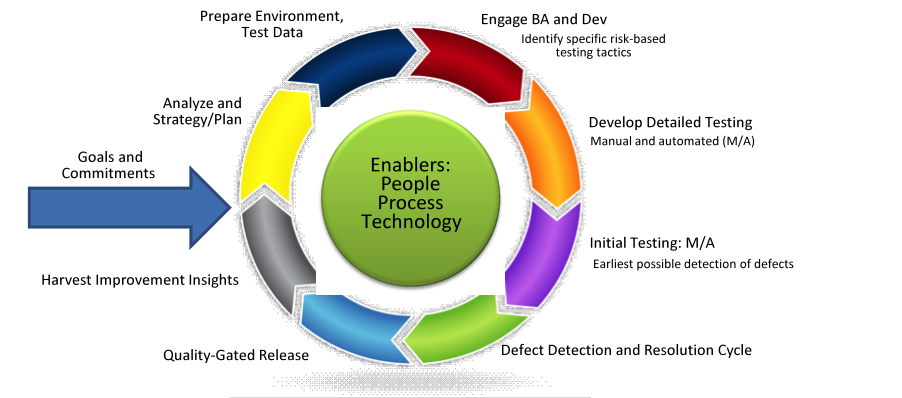 Prepare Environment,
Test Data
Engage BA and Dev
Identify specific risk-based
testing tactics
Analyze and
Strategy/Plan
Develop Detailed Testing
Manual and automated (M/A)
Goals and
Commitments
Enablers:
People
Process
Technology
Initial Testing: M/A
Earliest possible detection of defects
Harvest Improvement Insights
Quality-Gated Release
Defect Detection and Resolution Cycle